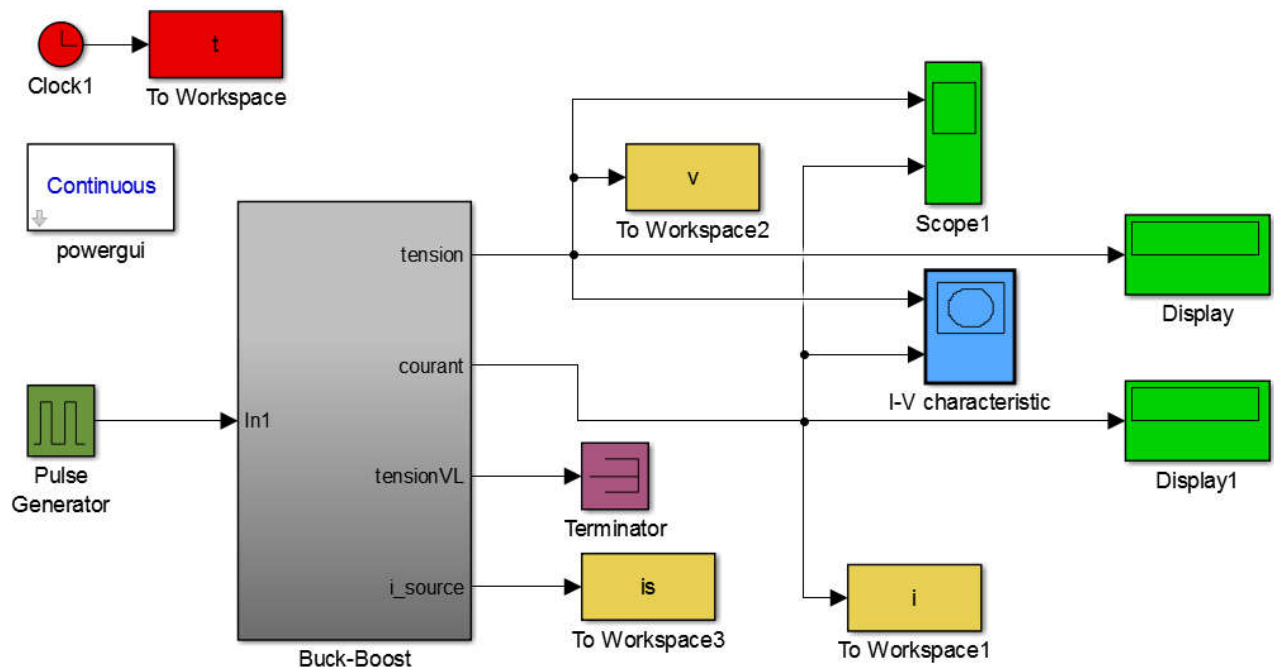 t
Clock1
To Workspace
Continuous
powergui
v
To Workspace2
Scope1
tension
Display
courant
I-V characteristic
In1
Pulse
Generator
tensionVL
Terminator
Display1
i_source
is
To Workspace3
i
To Workspace1
Buck-Boost